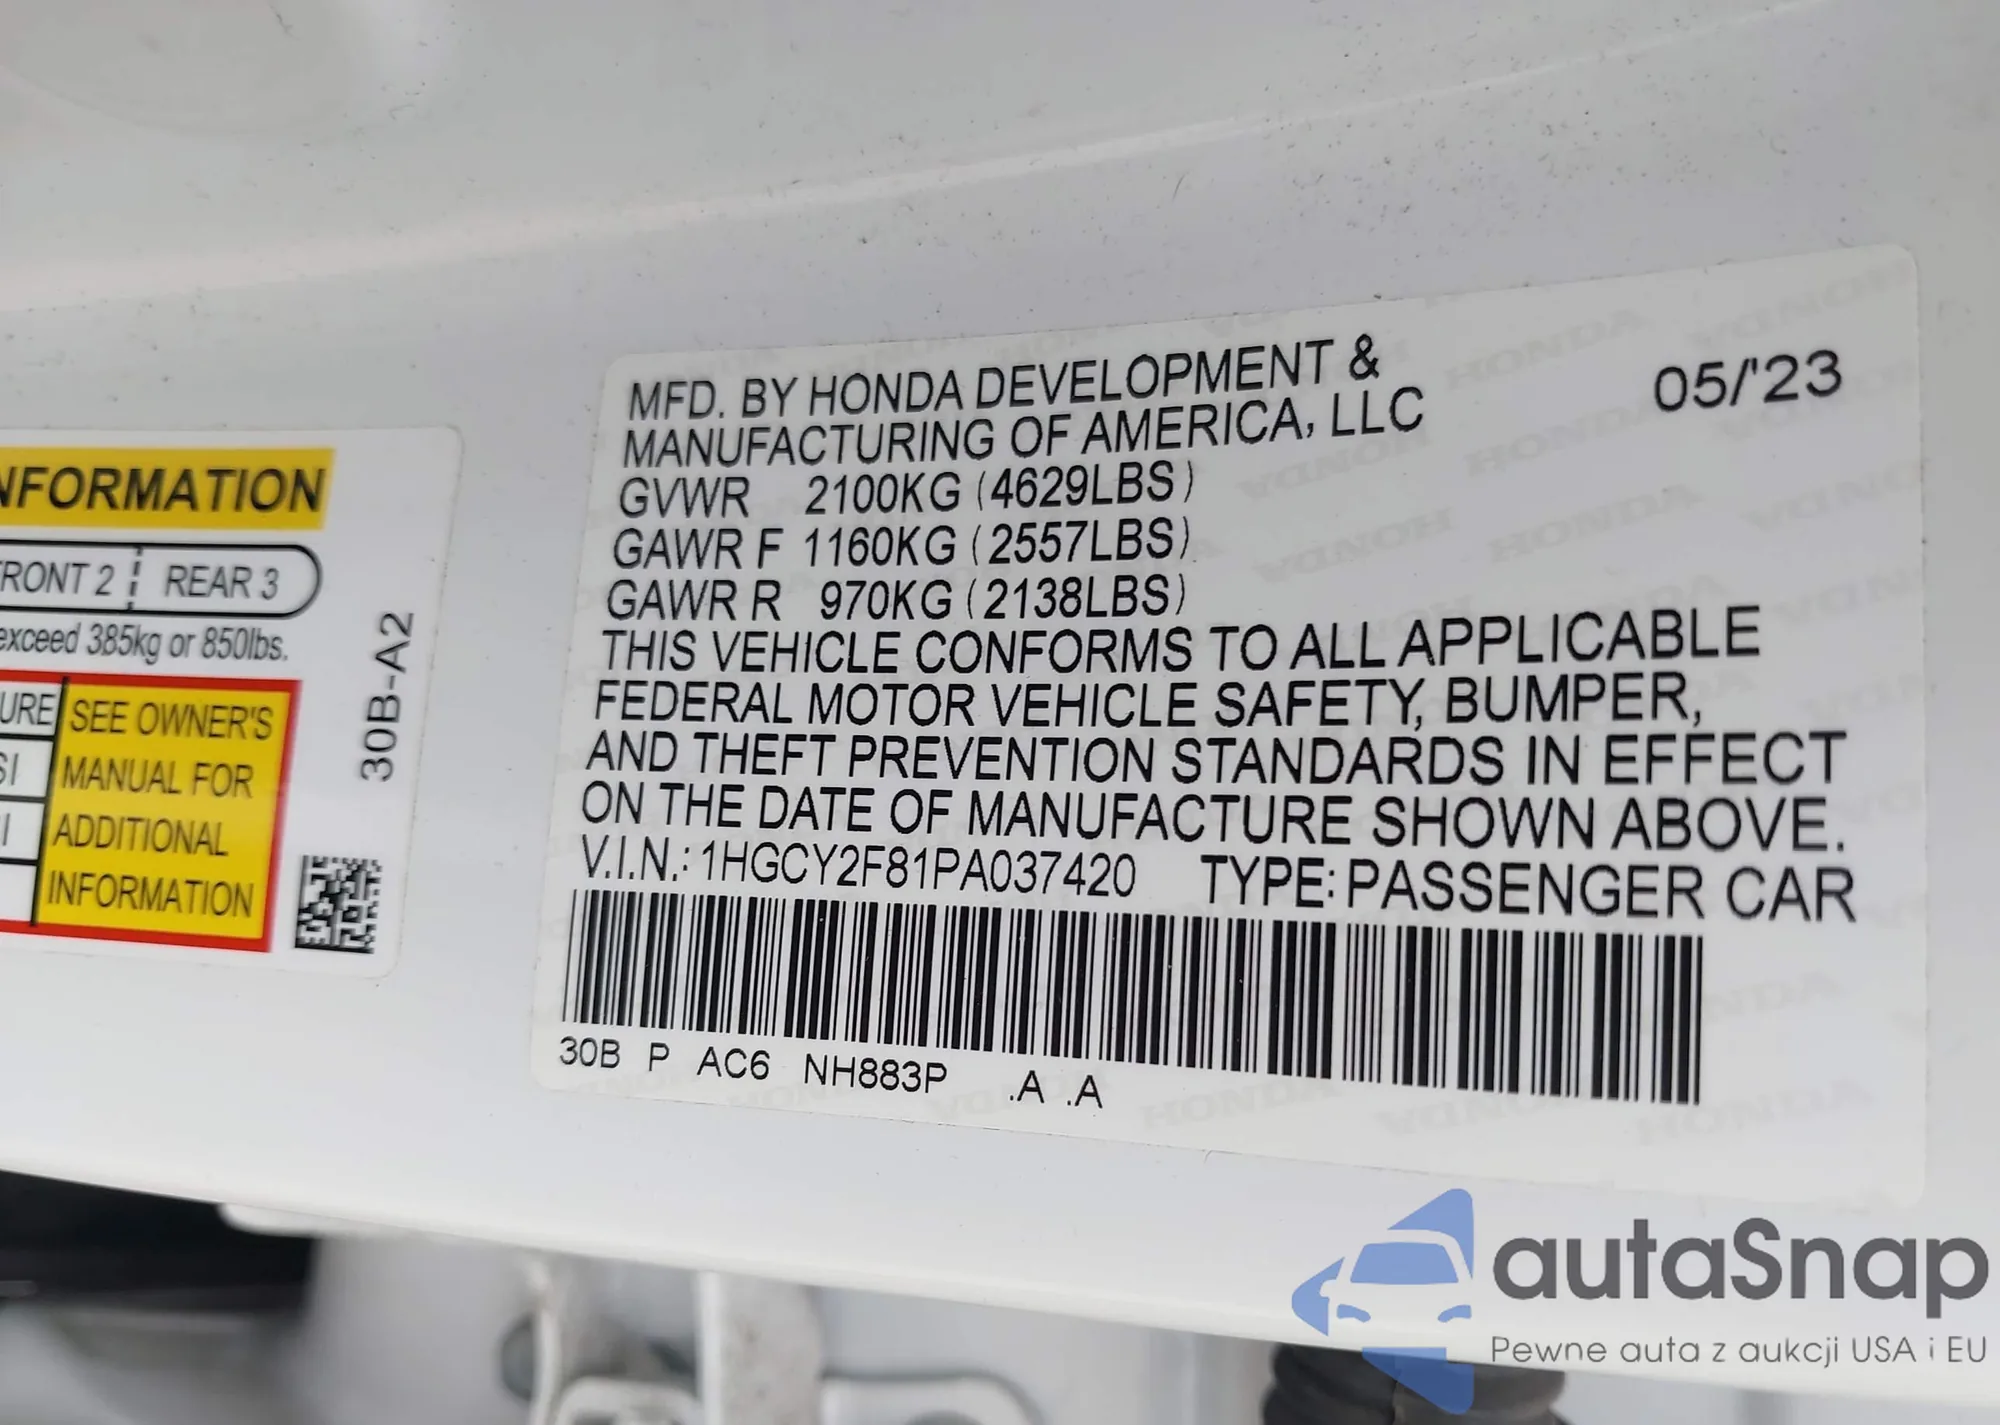 NFORMATION
FRONT 2 REAR 3
exceed 385kg or 850lbs.
URE
SI
I
SEE OWNER'S
MANUAL FOR
ADDITIONAL
INFORMATION
30B-A2
MFD. BY HONDA DEVELOPMENT & 05/'23
MANUFACTURING OF AMERICA, LLC
GVWR 2100KG (4629LBS)
GAWR F 1160KG (2557LBS)
GAWR R 970KG (2138LBS)
THIS VEHICLE CONFORMS TO ALL APPLICABLE
FEDERAL MOTOR VEHICLE SAFETY, BUMPER,
AND THEFT PREVENTION STANDARDS IN EFFECT
ON THE DATE OF MANUFACTURE SHOWN ABOVE.
V.I.N.: 1HGCY2F81PA037420 TYPE: PASSENGER CAR
30B P AC6 NH883P .A .A
autaSnap
Pewne auta z aukcji USA i EU